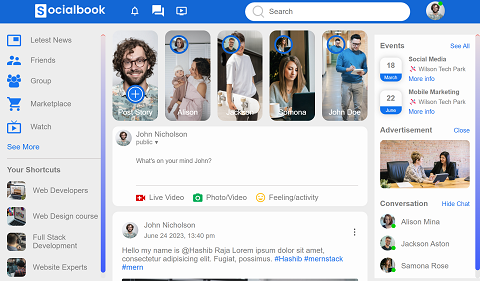 Socialbook
Search
Latest News
Friends
Group
Marketplace
Watch
See More
Your Shortcuts
Web Developers
Web Design course
Full Stack
Development
Website Experts
Post Story
Alison
Jackson
Samona
John Doe
John Nicholson
public
What's on your mind John?
Live Video
Photo/Video
Feeling/activity
John Nicholson
June 24 2023, 13:40 pm
Hello my name is @Hashib Raja Lorem ipsum dolor sit amet,
consectetur adipisicing elit. Fugiat, possimus. #Hashib #mernstack
#mern
Events
See All
18
March
Social Media
Wilson Tech Park
More info
22
June
Mobile Marketing
Wilson Tech Park
More info
Advertisement
Close
Conversation
Hide Chat
Alison Mina
Jackson Aston
Samona Rose